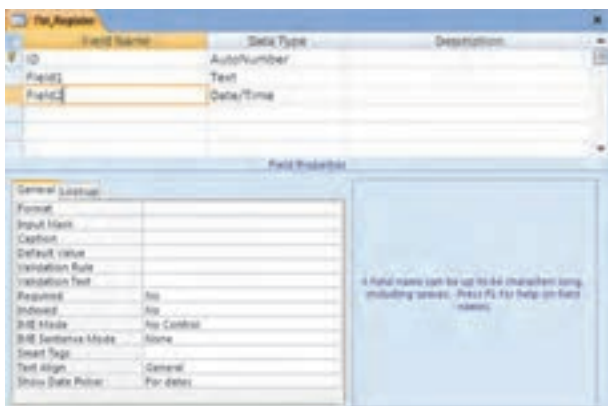 Tbl_Register
Field Name Data Type Description
ID AutoNumber
Field1 Text
Field2 Date/Time
Field Properties
General Lookup
Format
Input Mask
Caption
Default Value
Validation Rule
Validation Text
Required No
Indexed No
IME Mode No Control
IME Sentence Mode None
Smart Tags
Text Align General
Show Date Picker For dates
A field name can be up to 64 characters long,
including spaces. Press F1 for help on field
names.